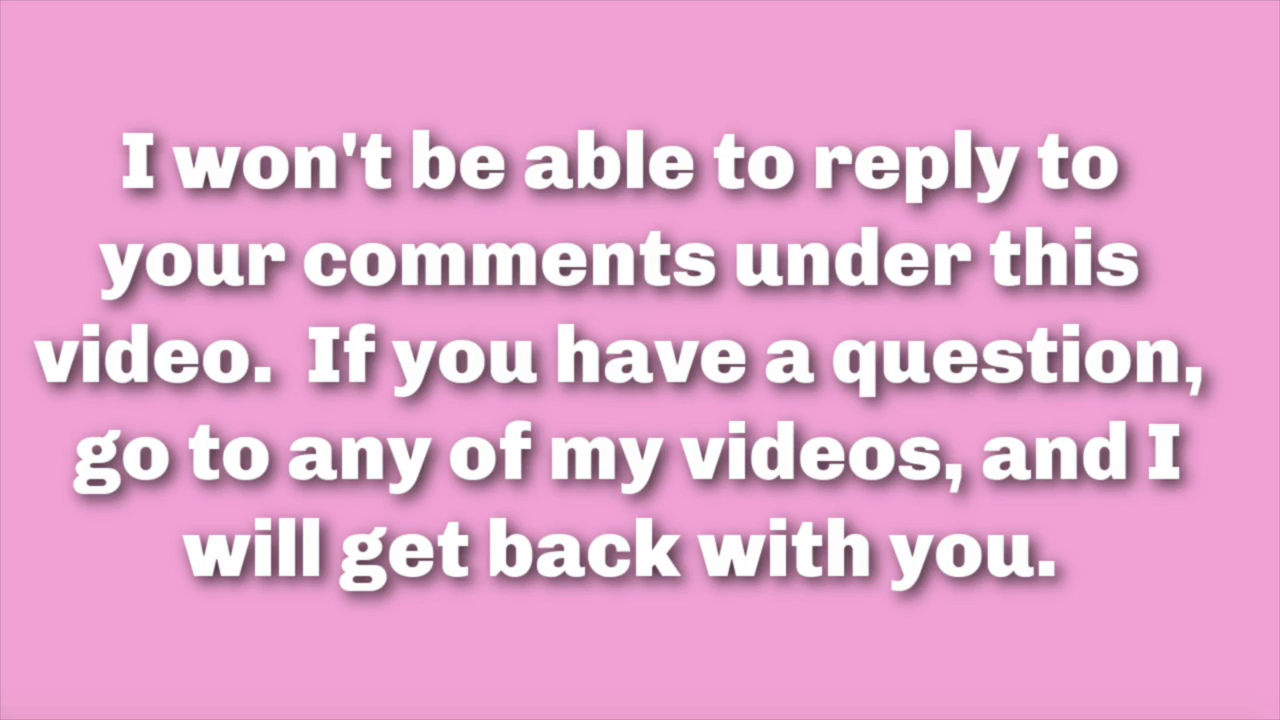 I won't be able to reply to
your comments under this
video.  If you have a question,
go to any of my videos, and I
will get back with you.